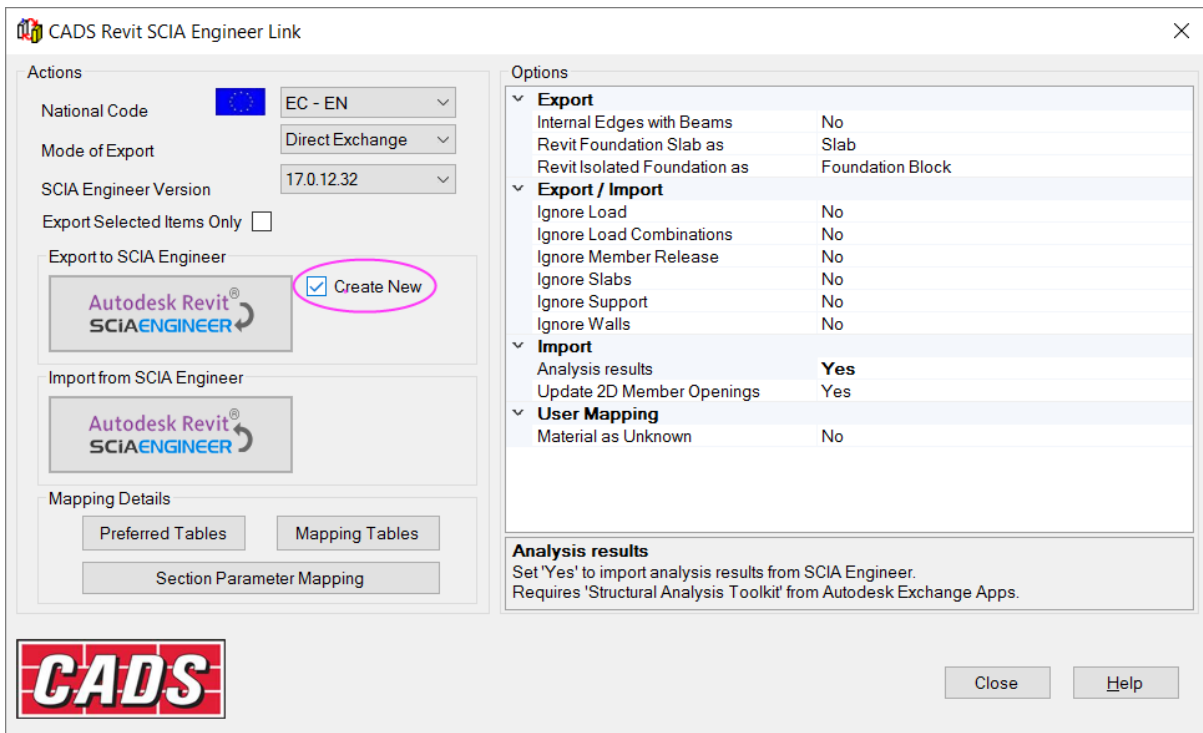 CADS Revit SCIA Engineer Link
Actions
National Code
EC - EN
Mode of Export
Direct Exchange
SCIA Engineer Version
17.0.12.32
Export Selected Items Only
Export to SCIA Engineer
Autodesk Revit®
SCiAENGINEER
Create New
Import from SCIA Engineer
Autodesk Revit®
SCiAENGINEER
Mapping Details
Preferred Tables
Mapping Tables
Section Parameter Mapping
Options
Export
Internal Edges with Beams No
Revit Foundation Slab as Slab
Revit Isolated Foundation as Foundation Block
Export / Import
Ignore Load No
Ignore Load Combinations No
Ignore Member Release No
Ignore Slabs No
Ignore Support No
Ignore Walls No
Import
Analysis results Yes
Update 2D Member Openings Yes
User Mapping
Material as Unknown No
Analysis results
Set 'Yes' to import analysis results from SCIA Engineer.
Requires 'Structural Analysis Toolkit' from Autodesk Exchange Apps.
CADS
Close
Help